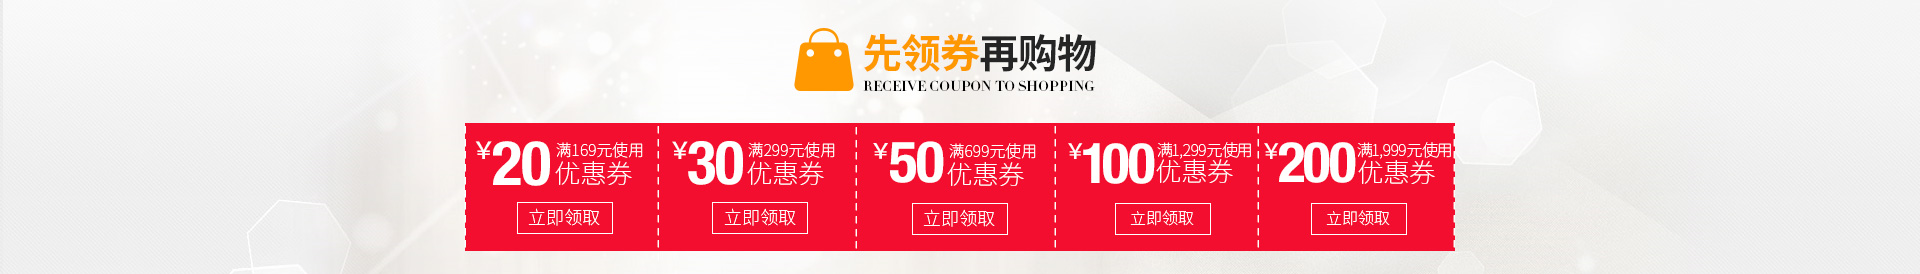 先领券再购物
RECEIVE COUPON TO SHOPPING
¥20 满169元使用
优惠券
立即领取
¥30 满299元使用
优惠券
立即领取
¥50 满699元使用
优惠券
立即领取
¥100 满1,299元使用
优惠券
立即领取
¥200 满1,999元使用
优惠券
立即领取